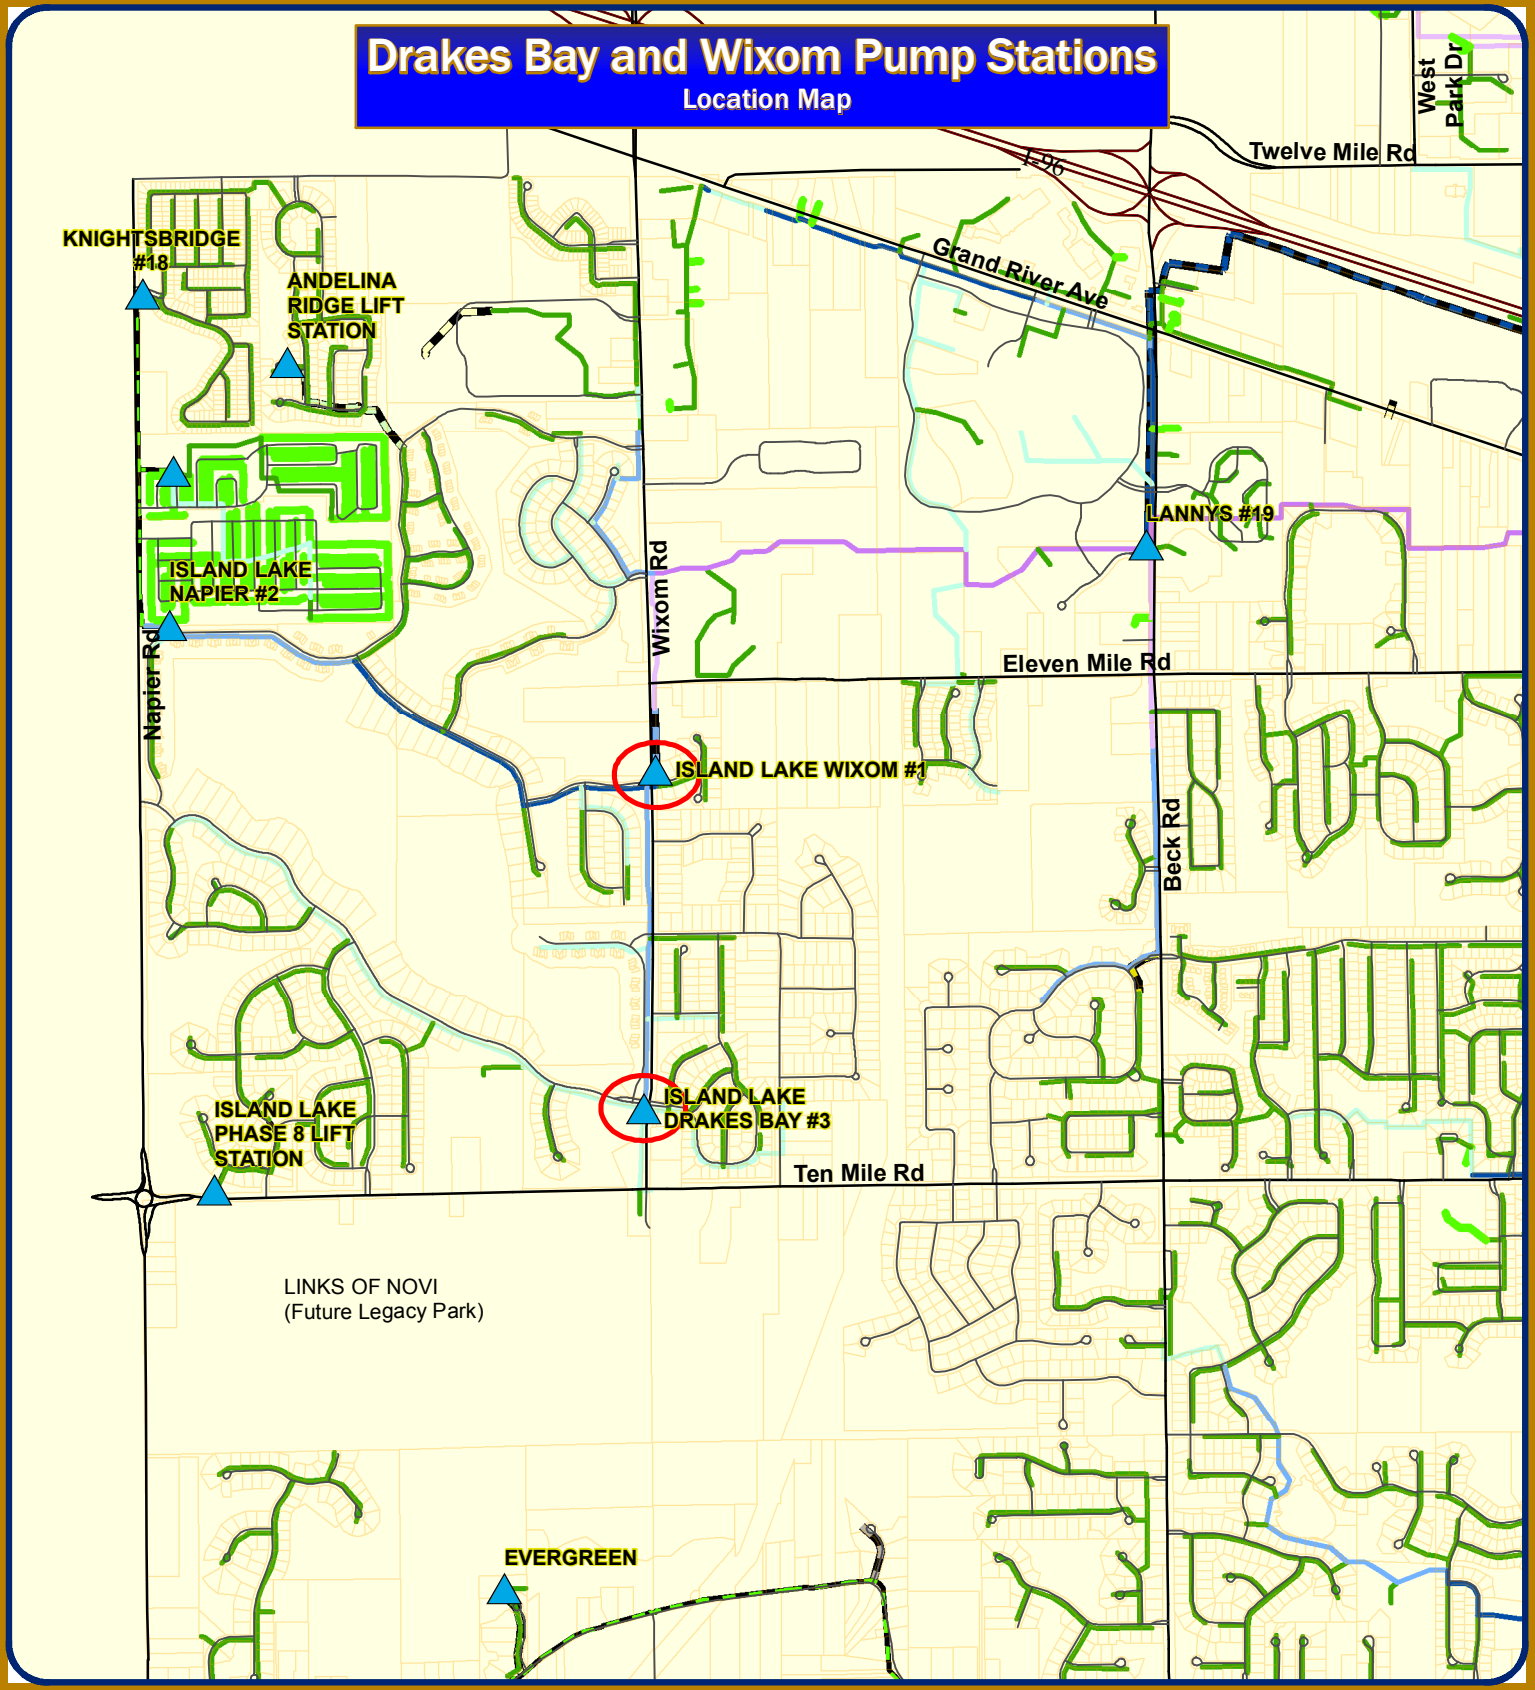 Drakes Bay and Wixom Pump Stations
Location Map
West
Park Dr
Twelve Mile Rd
I-96
KNIGHTSBRIDGE
#18
ANDELINA
RIDGE LIFT
STATION
Grand River Ave
LANNYS #19
ISLAND LAKE
NAPIER #2
Wixom Rd
Napier Rd
Eleven Mile Rd
ISLAND LAKE WIXOM #1
Beck Rd
ISLAND LAKE
DRAKES BAY #3
ISLAND LAKE
PHASE 8 LIFT
STATION
Ten Mile Rd
LINKS OF NOVI
(Future Legacy Park)
EVERGREEN